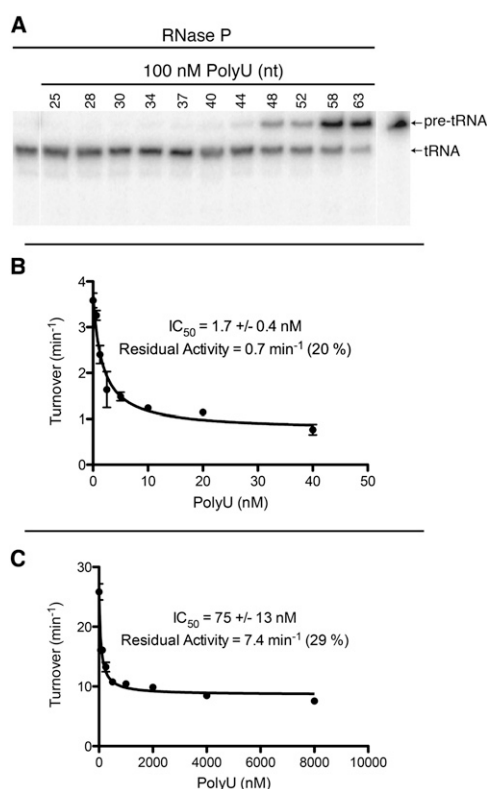 A
RNase P
100 nM PolyU (nt)
25 28 30 34 37 40 44 48 52 58 63
←pre-tRNA
←tRNA
B
4
3
2
1
0
Turnover (min⁻¹)
IC₅₀ = 1.7 +/- 0.4 nM
Residual Activity = 0.7 min⁻¹ (20 %)
0 10 20 30 40 50
PolyU (nM)
C
30
20
10
0
Turnover (min⁻¹)
IC₅₀ = 75 +/- 13 nM
Residual Activity = 7.4 min⁻¹ (29 %)
0 2000 4000 6000 8000 10000
PolyU (nM)